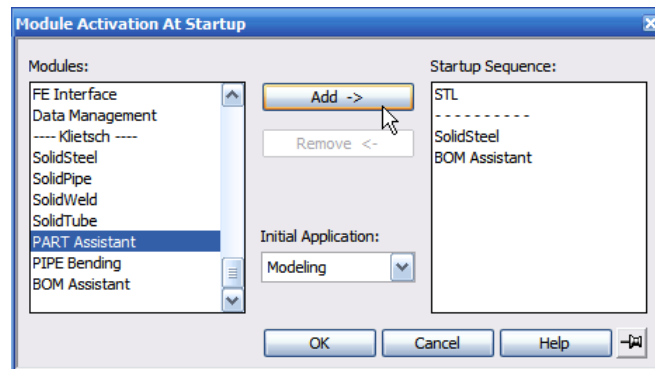 Module Activation At Startup
Modules:
FE Interface
Data Management
---- Klietsch ----
SolidSteel
SolidPipe
SolidWeld
SolidTube
PART Assistant
PIPE Bending
BOM Assistant
Add ->
Remove <-
Initial Application:
Modeling
Startup Sequence:
STL
- - - - - - - - - -
SolidSteel
BOM Assistant
OK
Cancel
Help